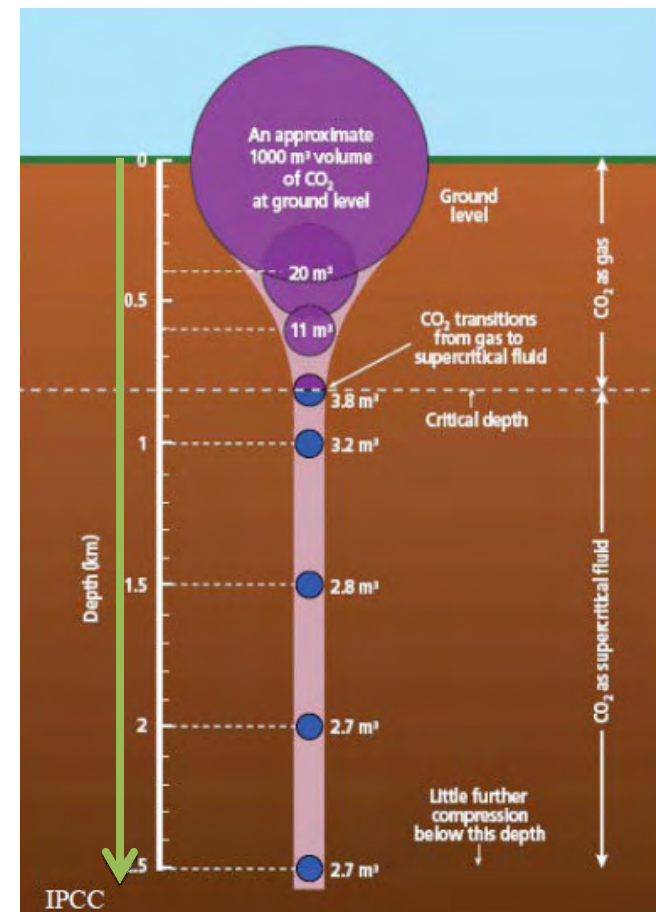 An approximate
1000 m³ volume
of CO₂
at ground level
0
Ground
level
20 m³
0.5
11 m³
CO₂ transitions
from gas to
supercritical fluid
CO₂ as gas
3.8 m³
Critical depth
1
3.2 m³
Depth (km)
1.5
2.8 m³
CO₂ as supercritical fluid
2
2.7 m³
Little further
compression
below this depth
.5
2.7 m³
IPCC